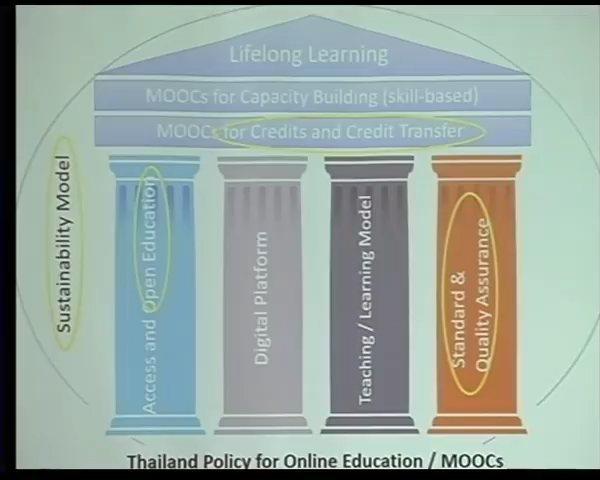 Lifelong Learning
MOOCs for Capacity Building (skill-based)
MOOCs for Credits and Credit Transfer
Sustainability Model
Access and Open Education
Digital Platform
Teaching / Learning Model
Standard &
Quality Assurance
Thailand Policy for Online Education / MOOCs